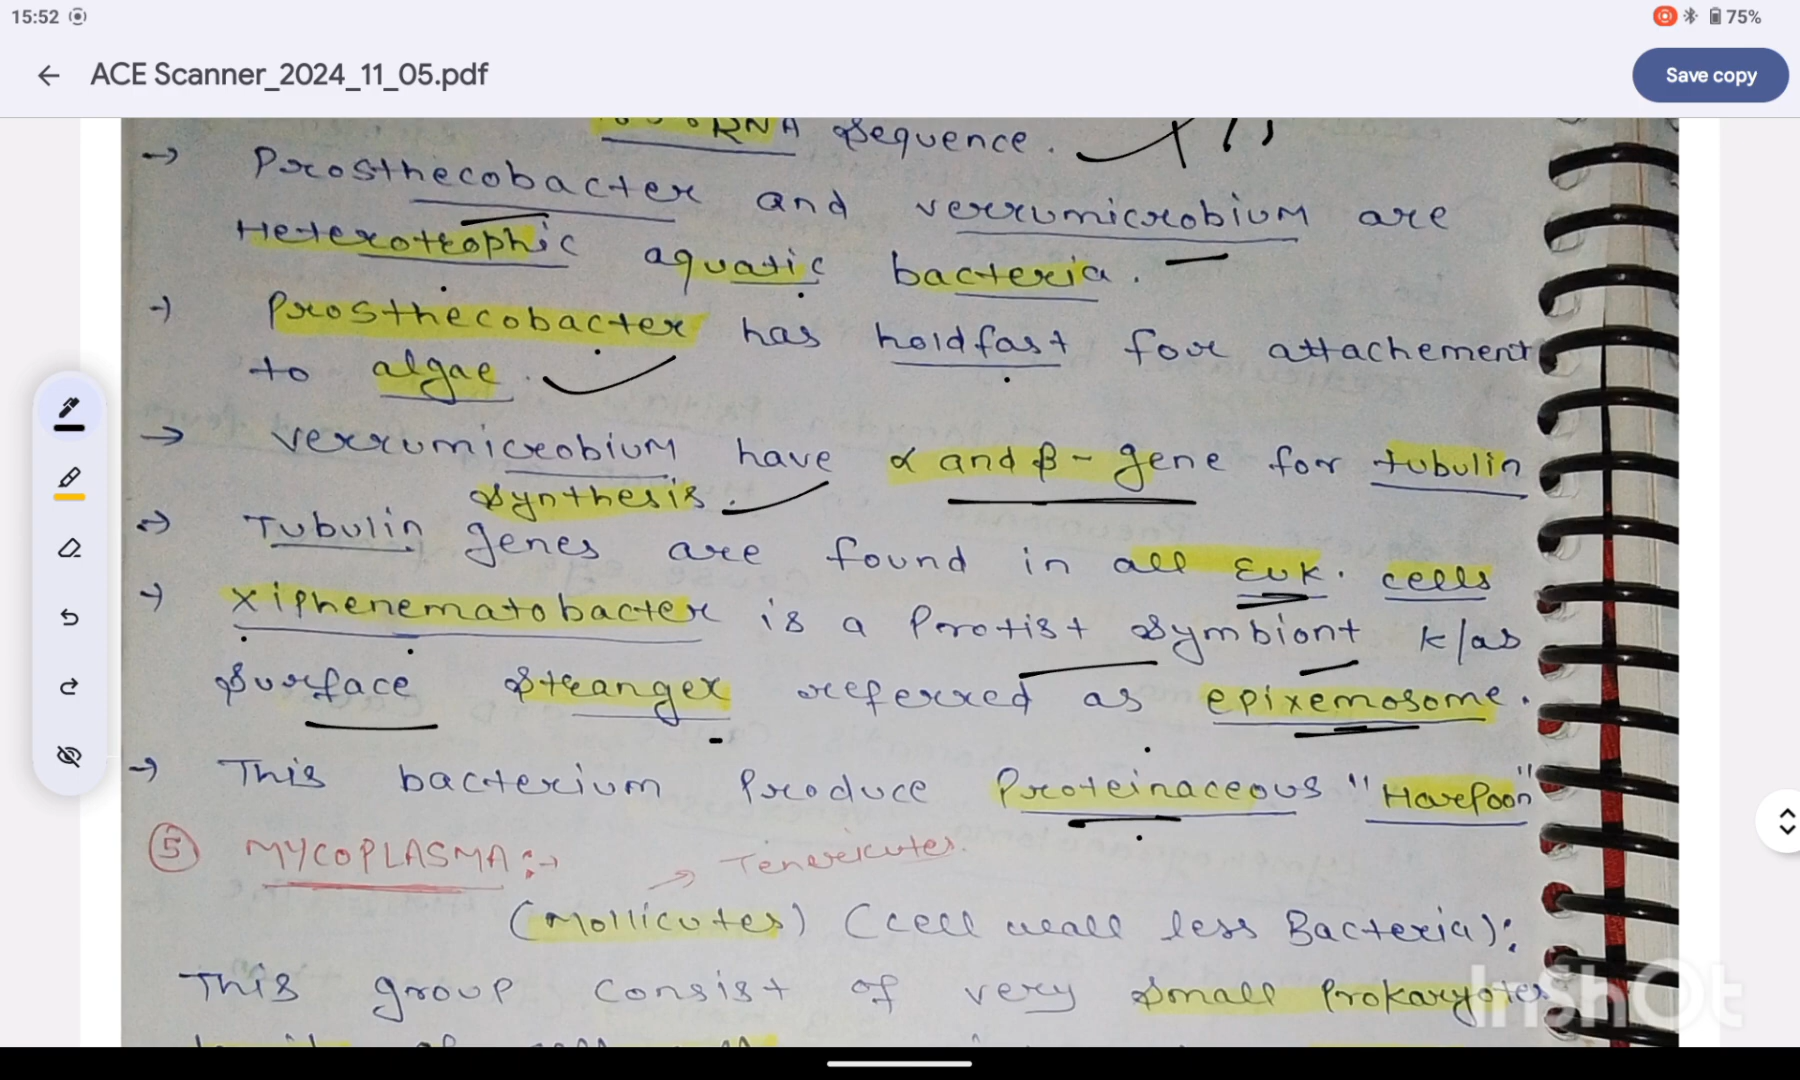 15:52
75%
ACE Scanner_2024_11_05.pdf
Save copy
RNA sequence.
→ Prosthecobacter and verrumicrobium are
Heterotrophic aquatic bacteria.
→ Prosthecobacter has holdfast for attachement
to algae.
→ verrumicrobium have α and β- gene for tubulin
synthesis.
→ Tubulin genes are found in all Euk. cells
→ xiphenematobacter is a Protist symbiont k/as
Surface stranger referred as epixemosome.
→ This bacterium Produce Proteinaceous "Harpoon"
⑤ MYCOPLASMA:→
→ Tenericutes.
(Mollicutes) (cell wall less Bacteria):
This group consist of very small Prokaryotes
InShOt